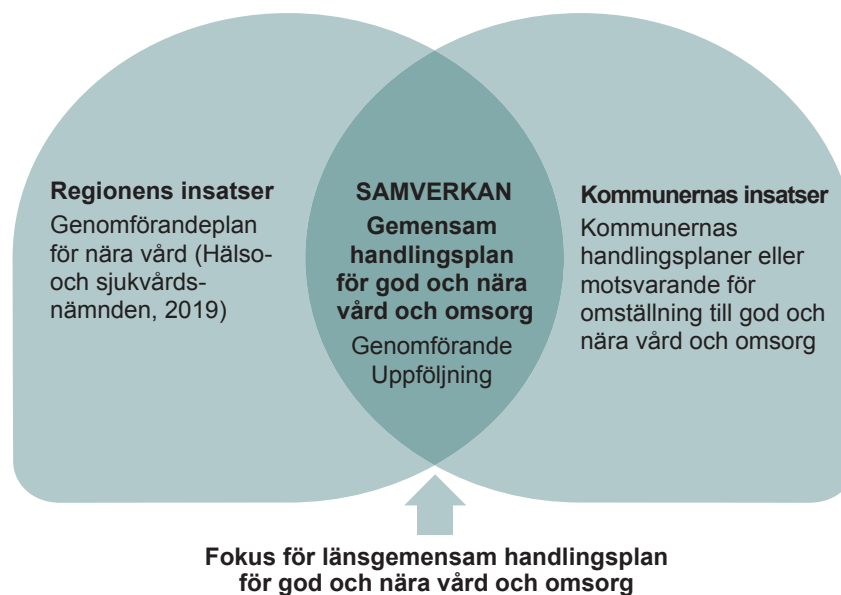 Regionens insatser
Genomförandeplan
för nära vård (Hälso-
och sjukvårds-
nämnden, 2019)
SAMVERKAN
Gemensam
handlingsplan
för god och nära
vård och omsorg
Genomförande
Uppföljning
Kommunernas insatser
Kommunernas
handlingsplaner eller
motsvarande för
omställning till god och
nära vård och omsorg
Fokus för länsgemensam handlingsplan
för god och nära vård och omsorg